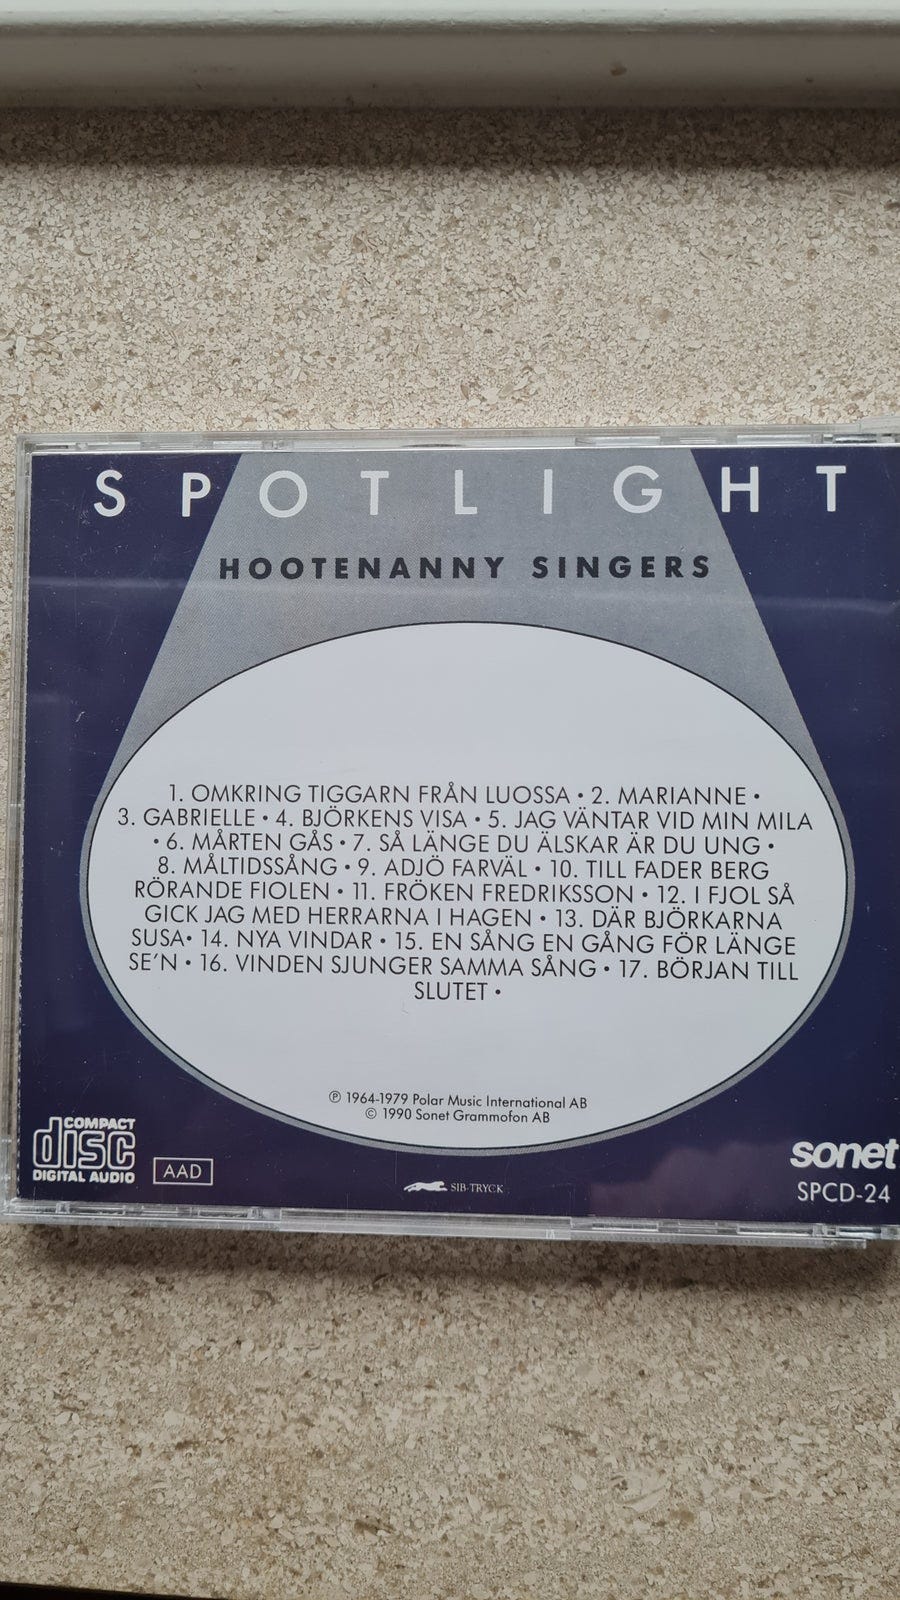 SPOTLIGHT
HOOTENANNY SINGERS
1. OMKRING TIGGARN FRÅN LUOSSA • 2. MARIANNE •
3. GABRIELLE • 4. BJÖRKENS VISA • 5. JAG VÄNTAR VID MIN MILA
• 6. MÅRTEN GÅS • 7. SÅ LÄNGE DU ÄLSKAR ÄR DU UNG •
8. MÅLTIDSSÅNG • 9. ADJÖ FARVÄL • 10. TILL FADER BERG
RÖRANDE FIOLEN • 11. FRÖKEN FREDRIKSSON • 12. I FJOL SÅ
GICK JAG MED HERRARNA I HAGEN • 13. DÄR BJÖRKARNA
SUSA• 14. NYA VINDAR • 15. EN SÅNG EN GÅNG FÖR LÄNGE
SE'N • 16. VINDEN SJUNGER SAMMA SÅNG • 17. BÖRJAN TILL
SLUTET •
℗ 1964-1979 Polar Music International AB
© 1990 Sonet Grammofon AB
COMPACT
disc
DIGITAL AUDIO
AAD
SIB-TRYCK
sonet
SPCD-24